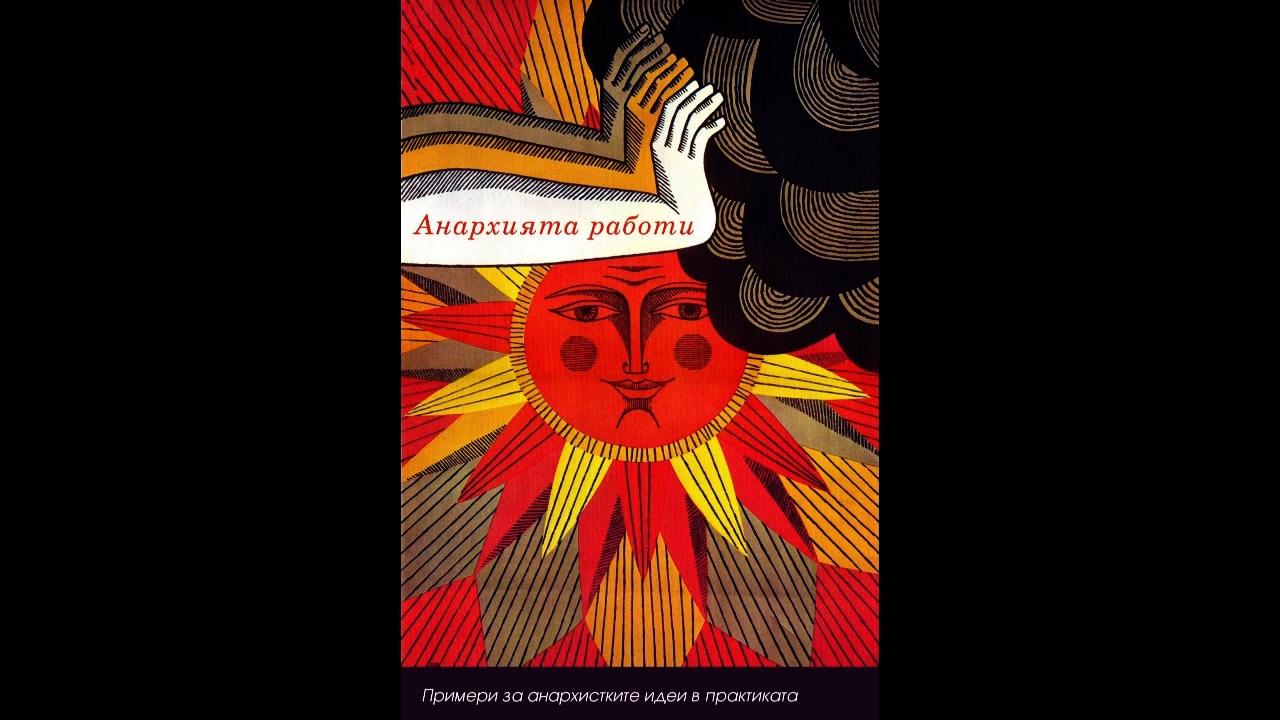 Анархията работи
Примери за анархистките идеи в практиката